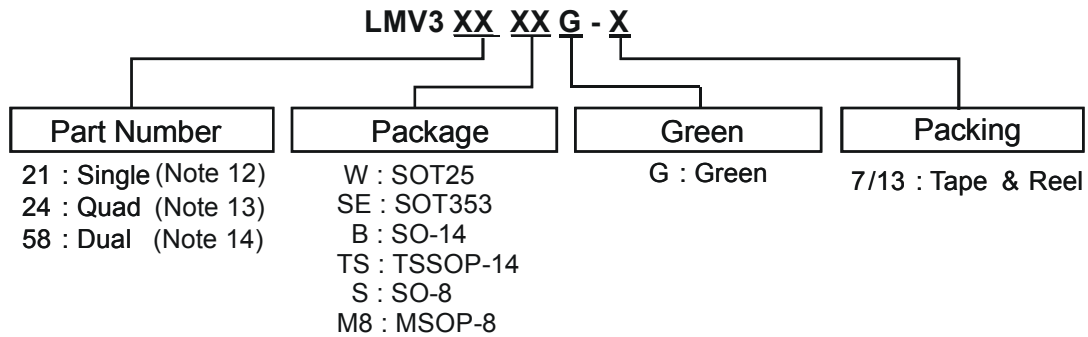 LMV3 XX XX G - X
Part Number
21 : Single (Note 12)
24 : Quad (Note 13)
58 : Dual (Note 14)
Package
W : SOT25
SE : SOT353
B : SO-14
TS : TSSOP-14
S : SO-8
M8 : MSOP-8
Green
G : Green
Packing
7/13 : Tape & Reel